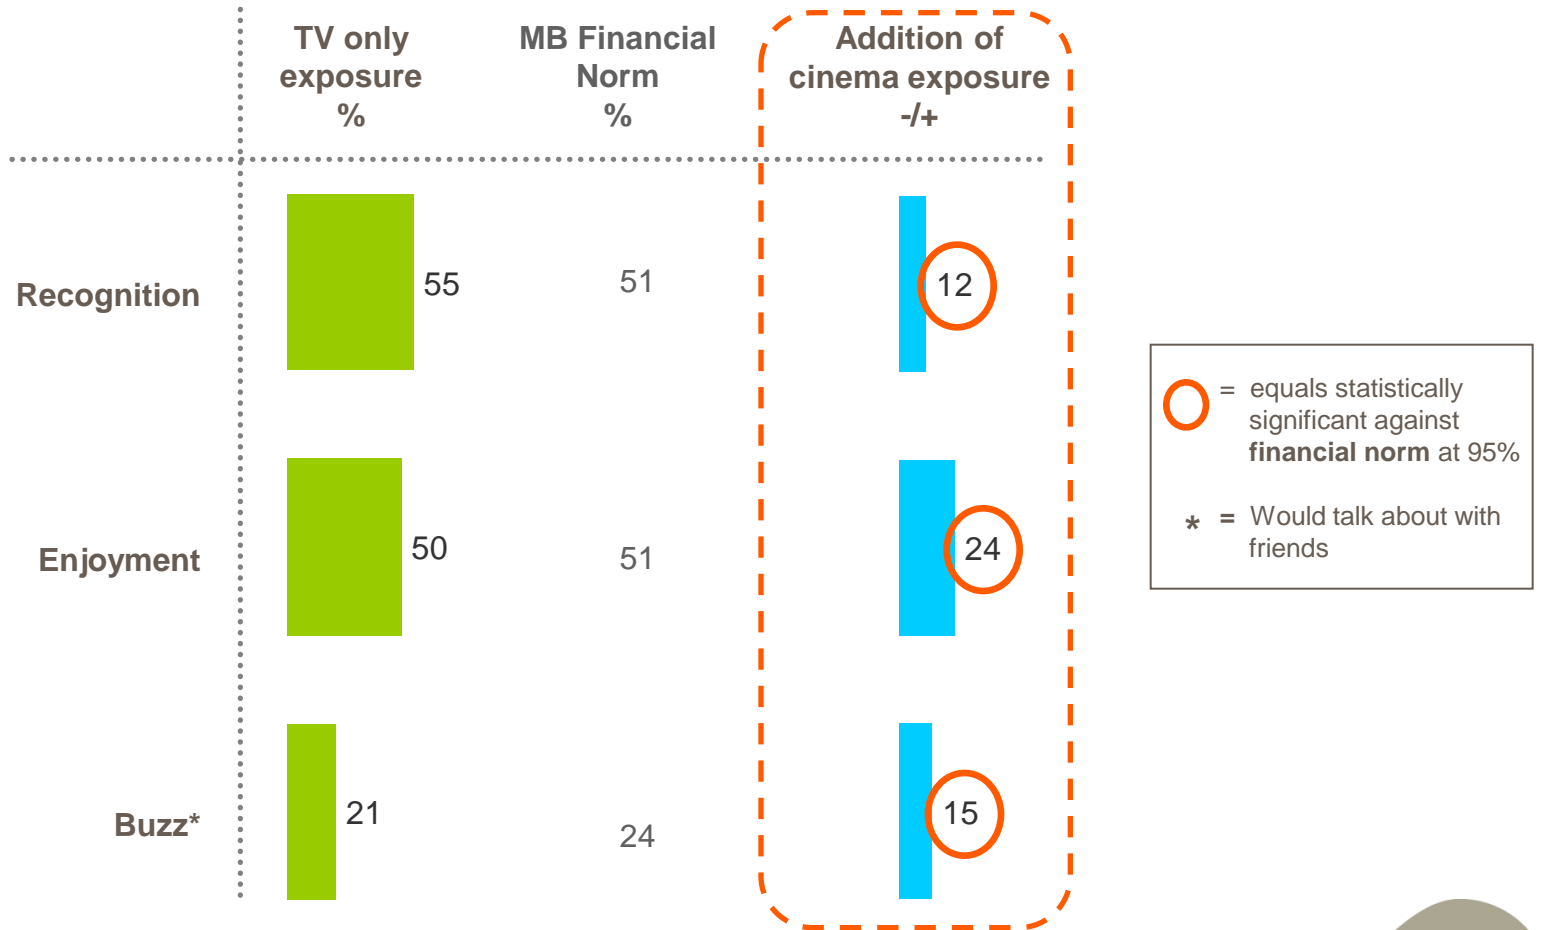 TV only
exposure
%
MB Financial
Norm
%
Addition of
cinema exposure
-/+
Recognition
55
51
12
Enjoyment
50
51
24
Buzz*
21
24
15
= equals statistically
significant against
financial norm at 95%
* = Would talk about with
friends